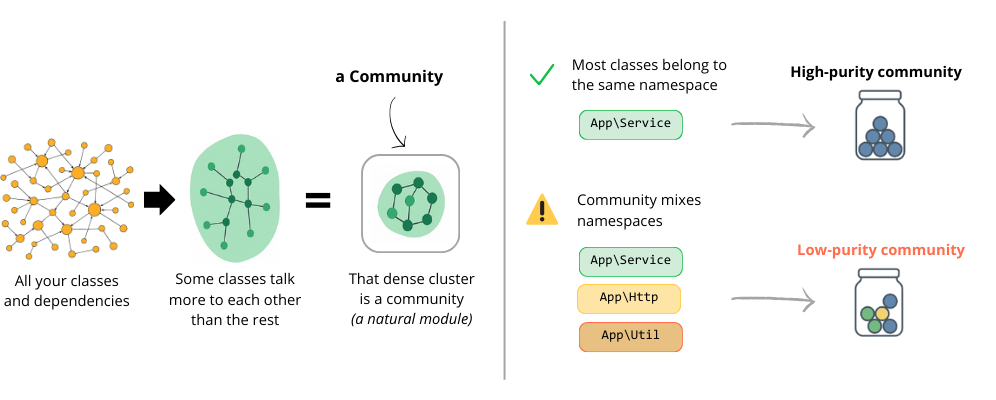 a Community
All your classes
and dependencies
Some classes talk
more to each other
than the rest
=
That dense cluster
is a community
(a natural module)
Most classes belong to
the same namespace
App\Service
High-purity community
Community mixes
namespaces
App\Service
App\Http
App\Util
Low-purity community